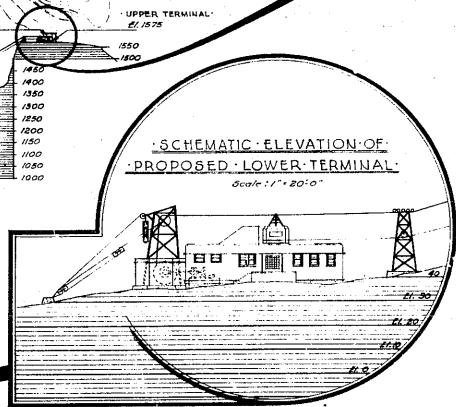 ·UPPER TERMINAL·
El. 1575
1550
1500
1450
1400
1350
1300
1250
1200
1150
1100
1050
1000
·SCHEMATIC·ELEVATION·OF·
·PROPOSED·LOWER·TERMINAL·
Scale: 1" = 20'-0"
40
El. 30
El. 20
El. 10
El. 0